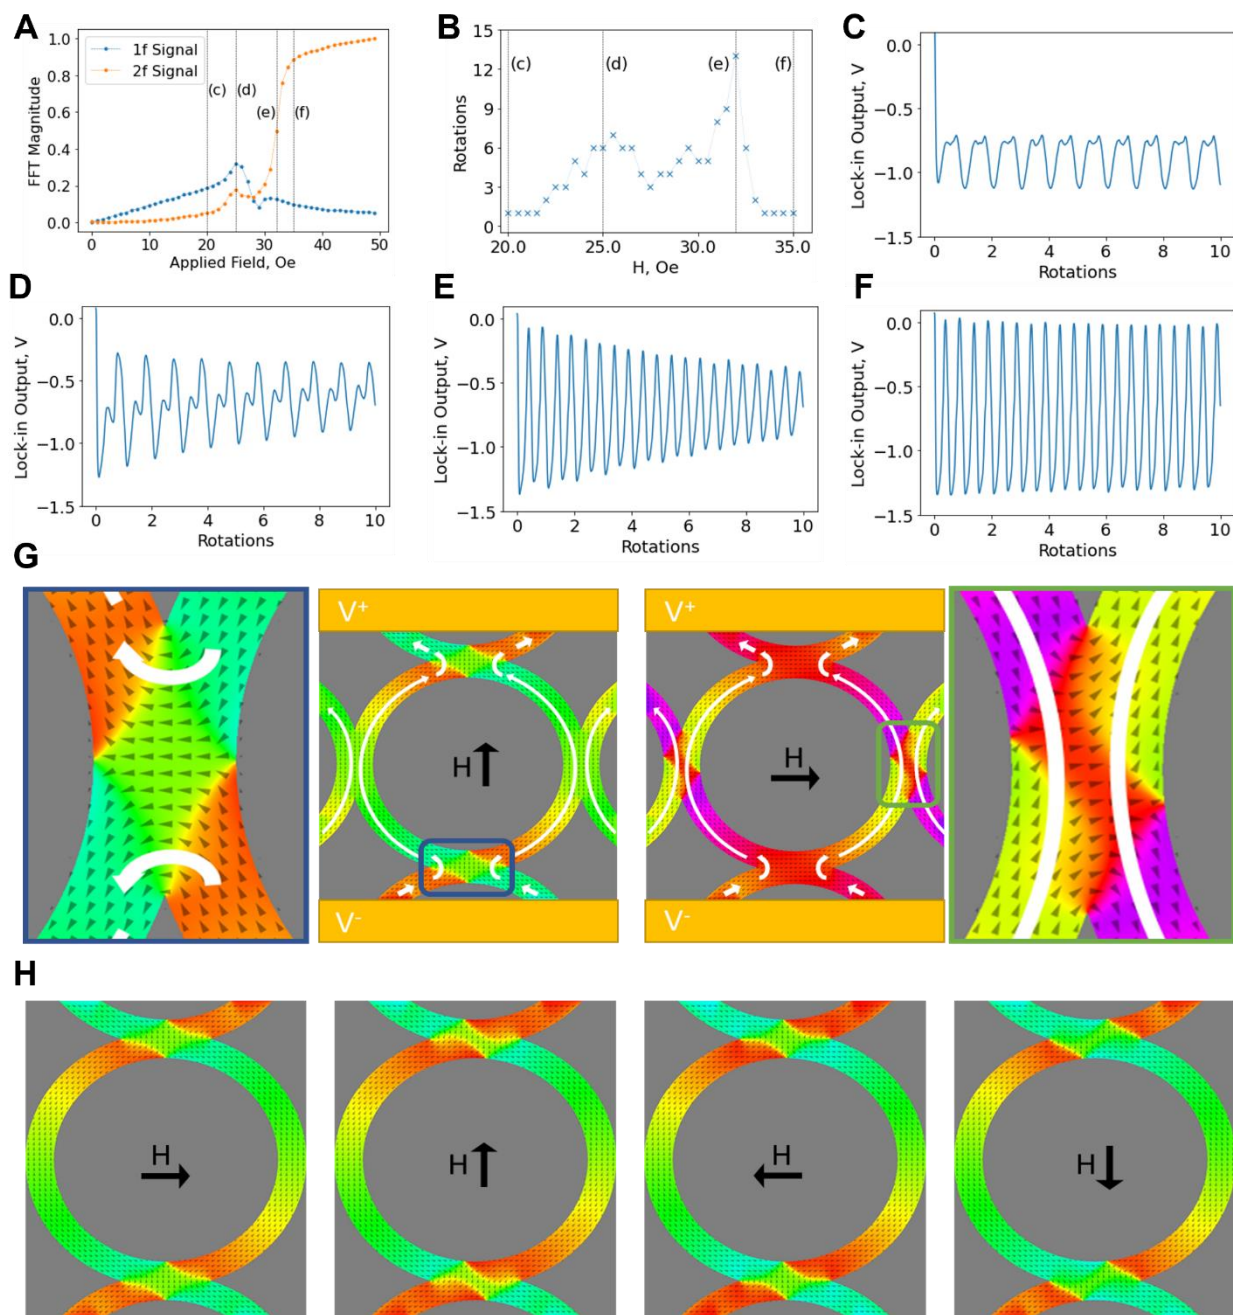 A
1.0
0.8
0.6
0.4
0.2
0.0
FFT Magnitude
1f Signal
2f Signal
(c)
(d)
(e)
(f)
0
10
20
30
40
50
Applied Field, Oe
B
15
12
9
6
3
0
Rotations
(c)
(d)
(e)
(f)
20.0
25.0
30.0
35.0
H, Oe
C
0.0
−0.5
−1.0
−1.5
Lock-in Output, V
0
2
4
6
8
10
Rotations
D
0.0
−0.5
−1.0
−1.5
Lock-in Output, V
0
2
4
6
8
10
Rotations
E
0.0
−0.5
−1.0
−1.5
Lock-in Output, V
0
2
4
6
8
10
Rotations
F
0.0
−0.5
−1.0
−1.5
Lock-in Output, V
0
2
4
6
8
10
Rotations
G
V⁺
H
V⁻
V⁺
H
V⁻
H
H
H
H
H